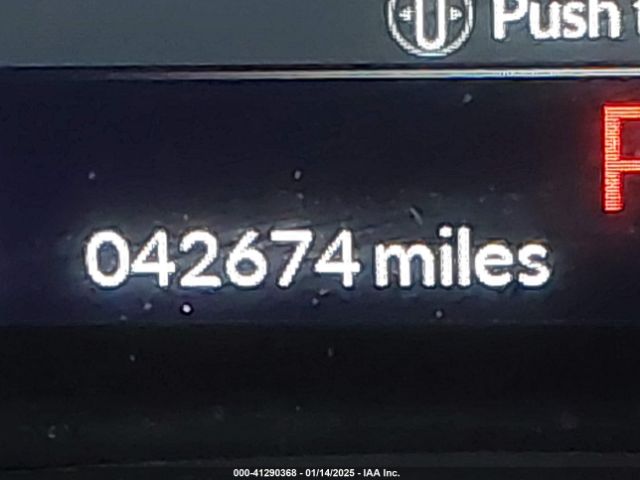 Push
042674 miles
000-41290368 - 01/14/2025 - IAA Inc.